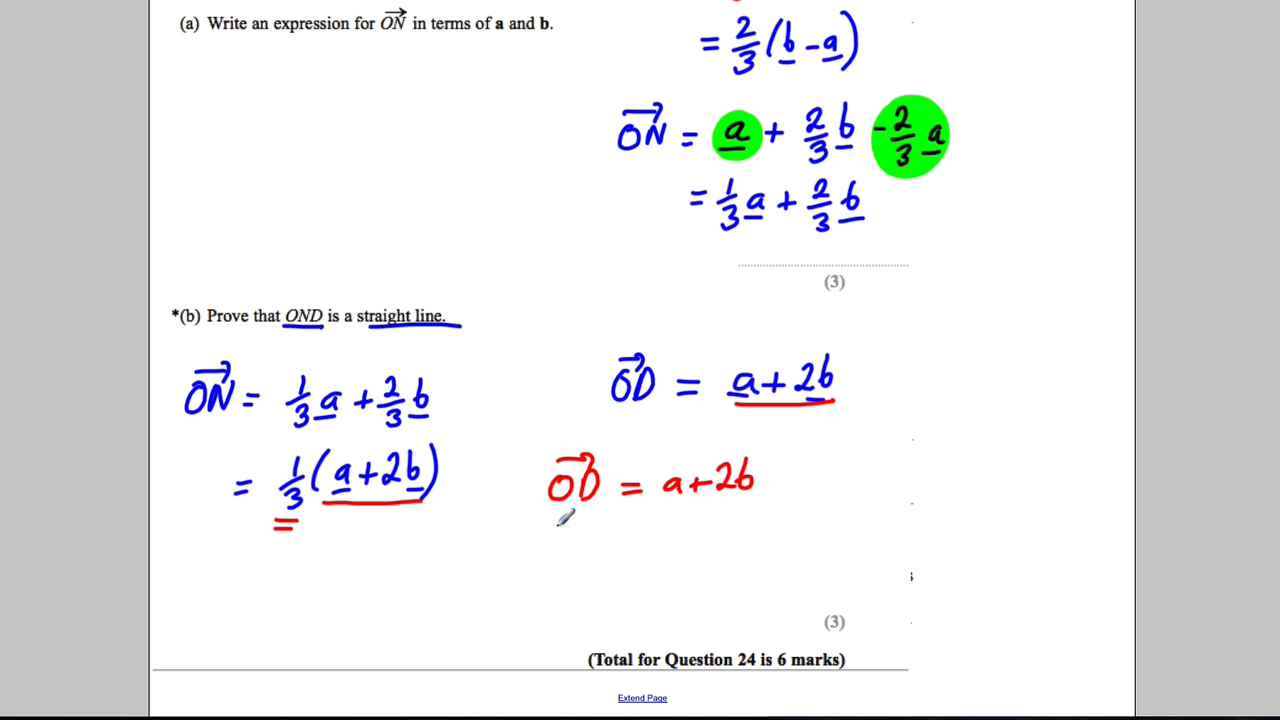 (a) Write an expression for ON in terms of a and b.
= 2/3 (b - a)
ON = a + 2/3 b - 2/3 a
= 1/3 a + 2/3 b
(3)
*(b) Prove that OND is a straight line.
ON = 1/3 a + 2/3 b
OD = a + 2b
= 1/3 (a + 2b)
OD = a + 2b
(3)
(Total for Question 24 is 6 marks)
Extend Page